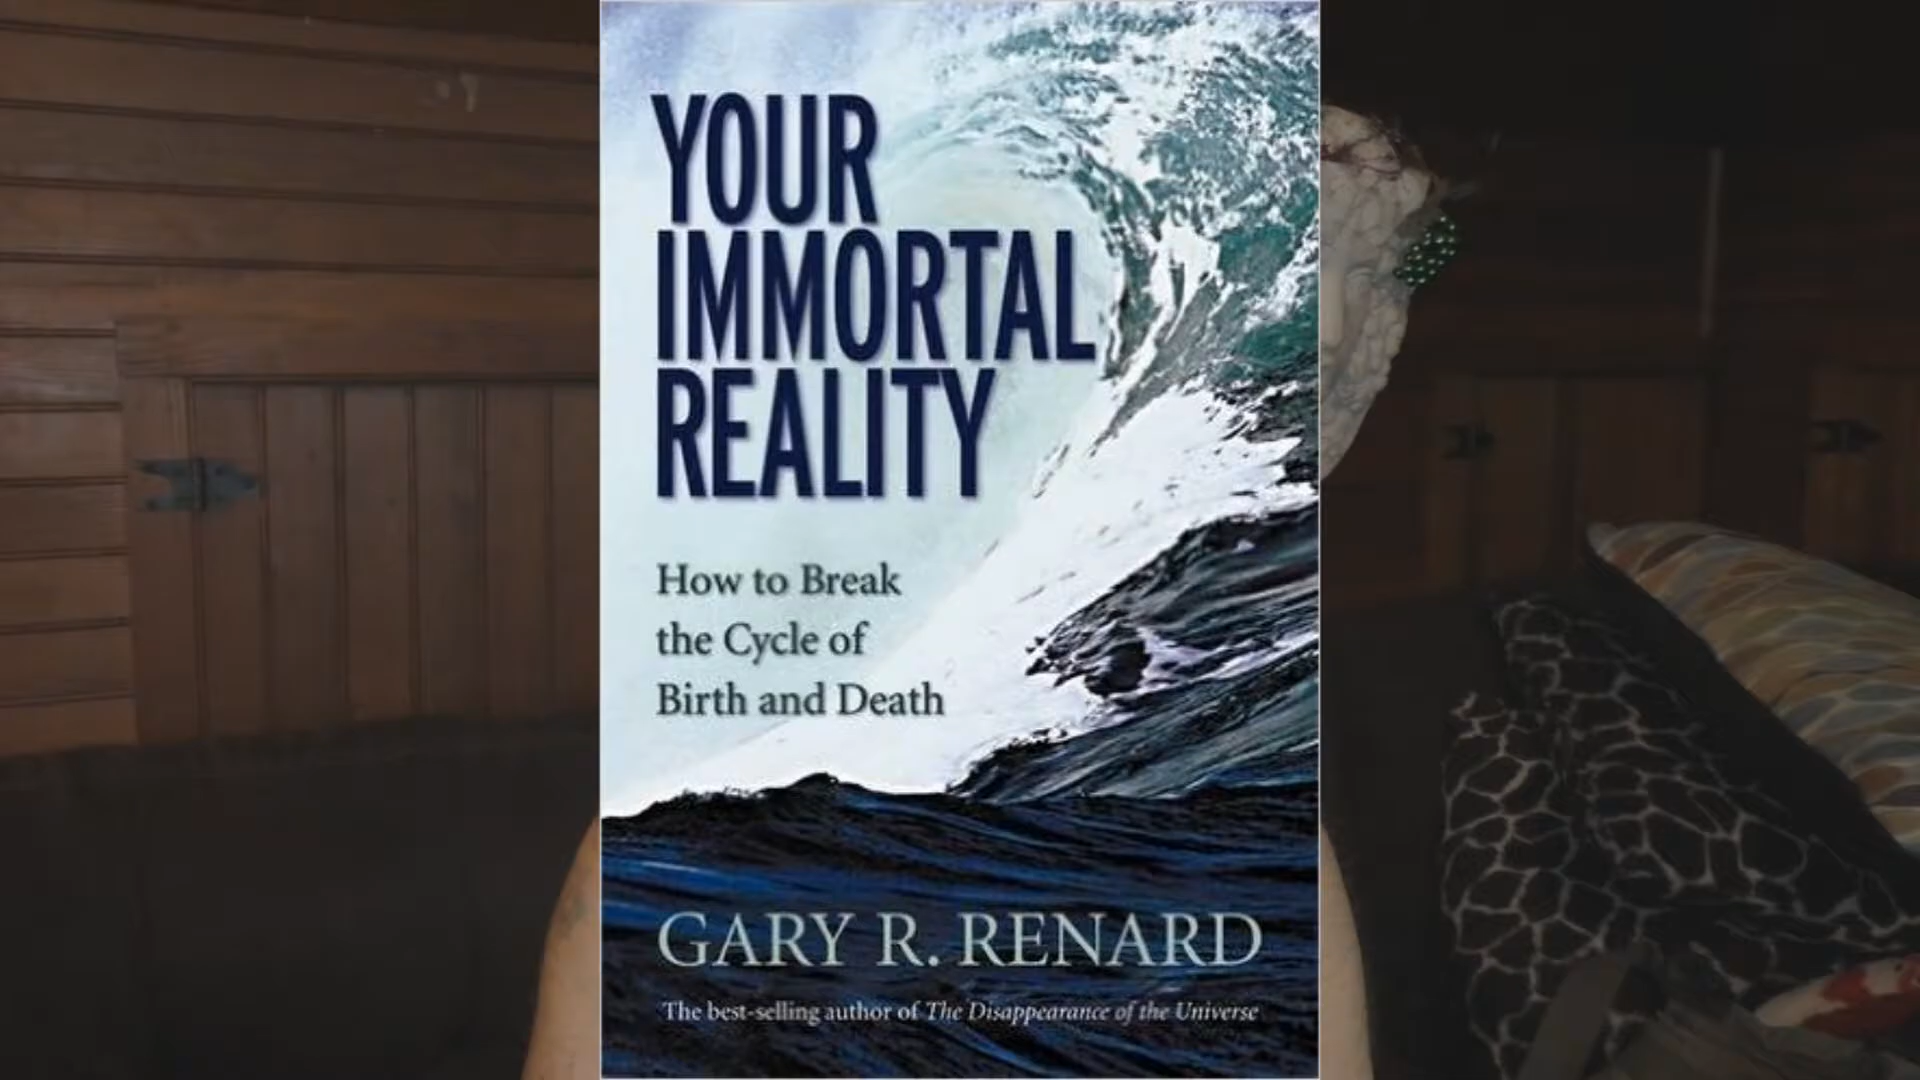 YOUR
IMMORTAL
REALITY
How to Break
the Cycle of
Birth and Death
GARY R. RENARD
The best-selling author of The Disappearance of the Universe